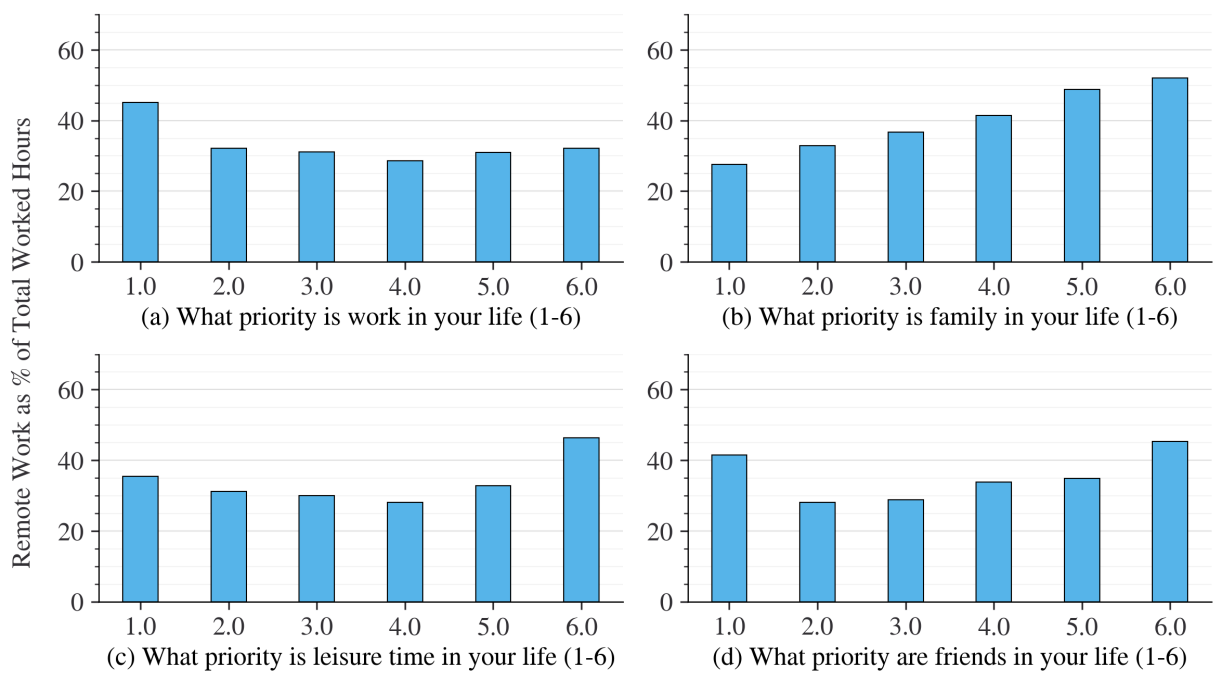 Remote Work as % of Total Worked Hours
60
40
20
0
1.0 2.0 3.0 4.0 5.0 6.0
(a) What priority is work in your life (1-6)
60
40
20
0
1.0 2.0 3.0 4.0 5.0 6.0
(b) What priority is family in your life (1-6)
60
40
20
0
1.0 2.0 3.0 4.0 5.0 6.0
(c) What priority is leisure time in your life (1-6)
60
40
20
0
1.0 2.0 3.0 4.0 5.0 6.0
(d) What priority are friends in your life (1-6)